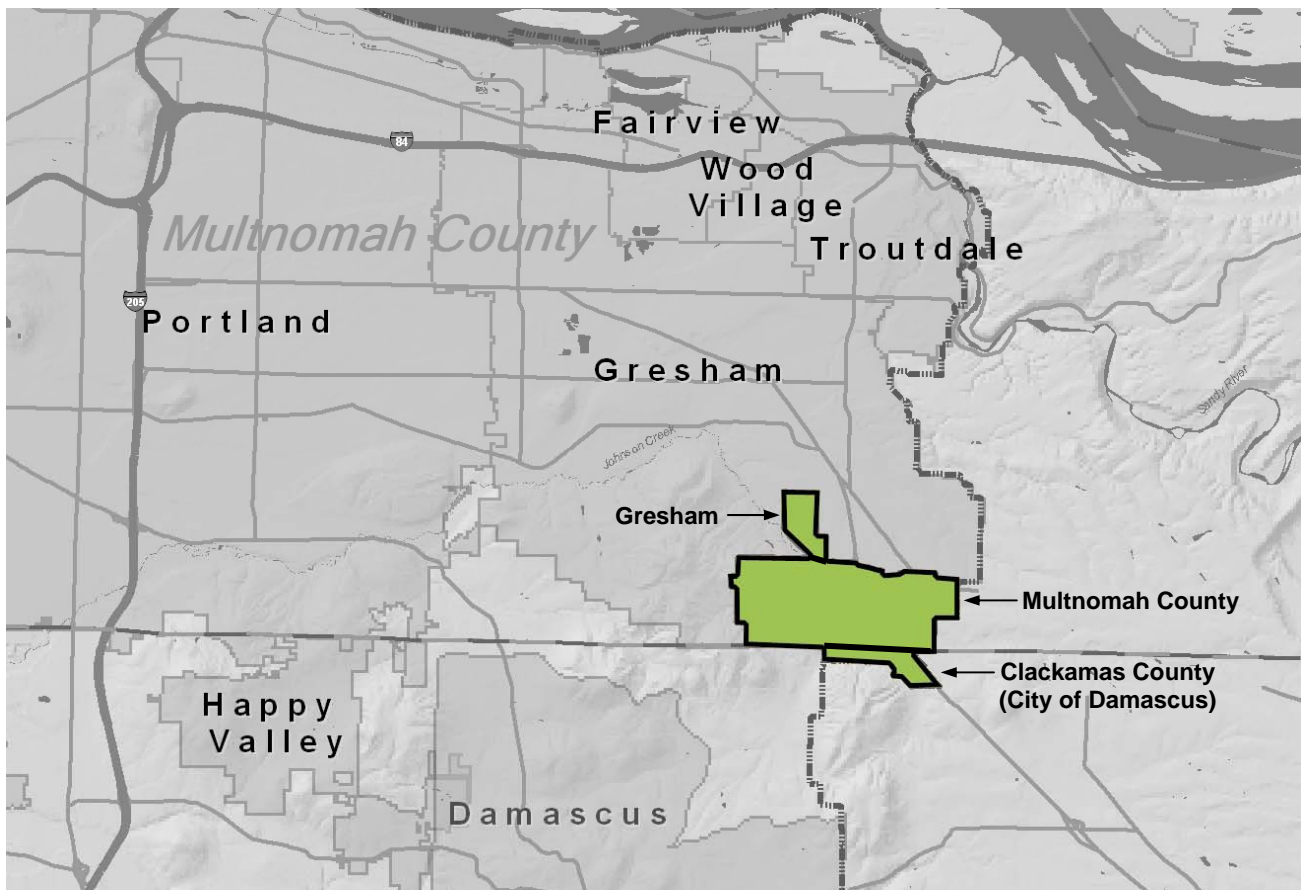 Fairview
84
Wood
Village
Multnomah County
Troutdale
205
Portland
Gresham
Sandy River
Johnson Creek
Gresham
Multnomah County
Clackamas County
(City of Damascus)
Happy
Valley
Damascus